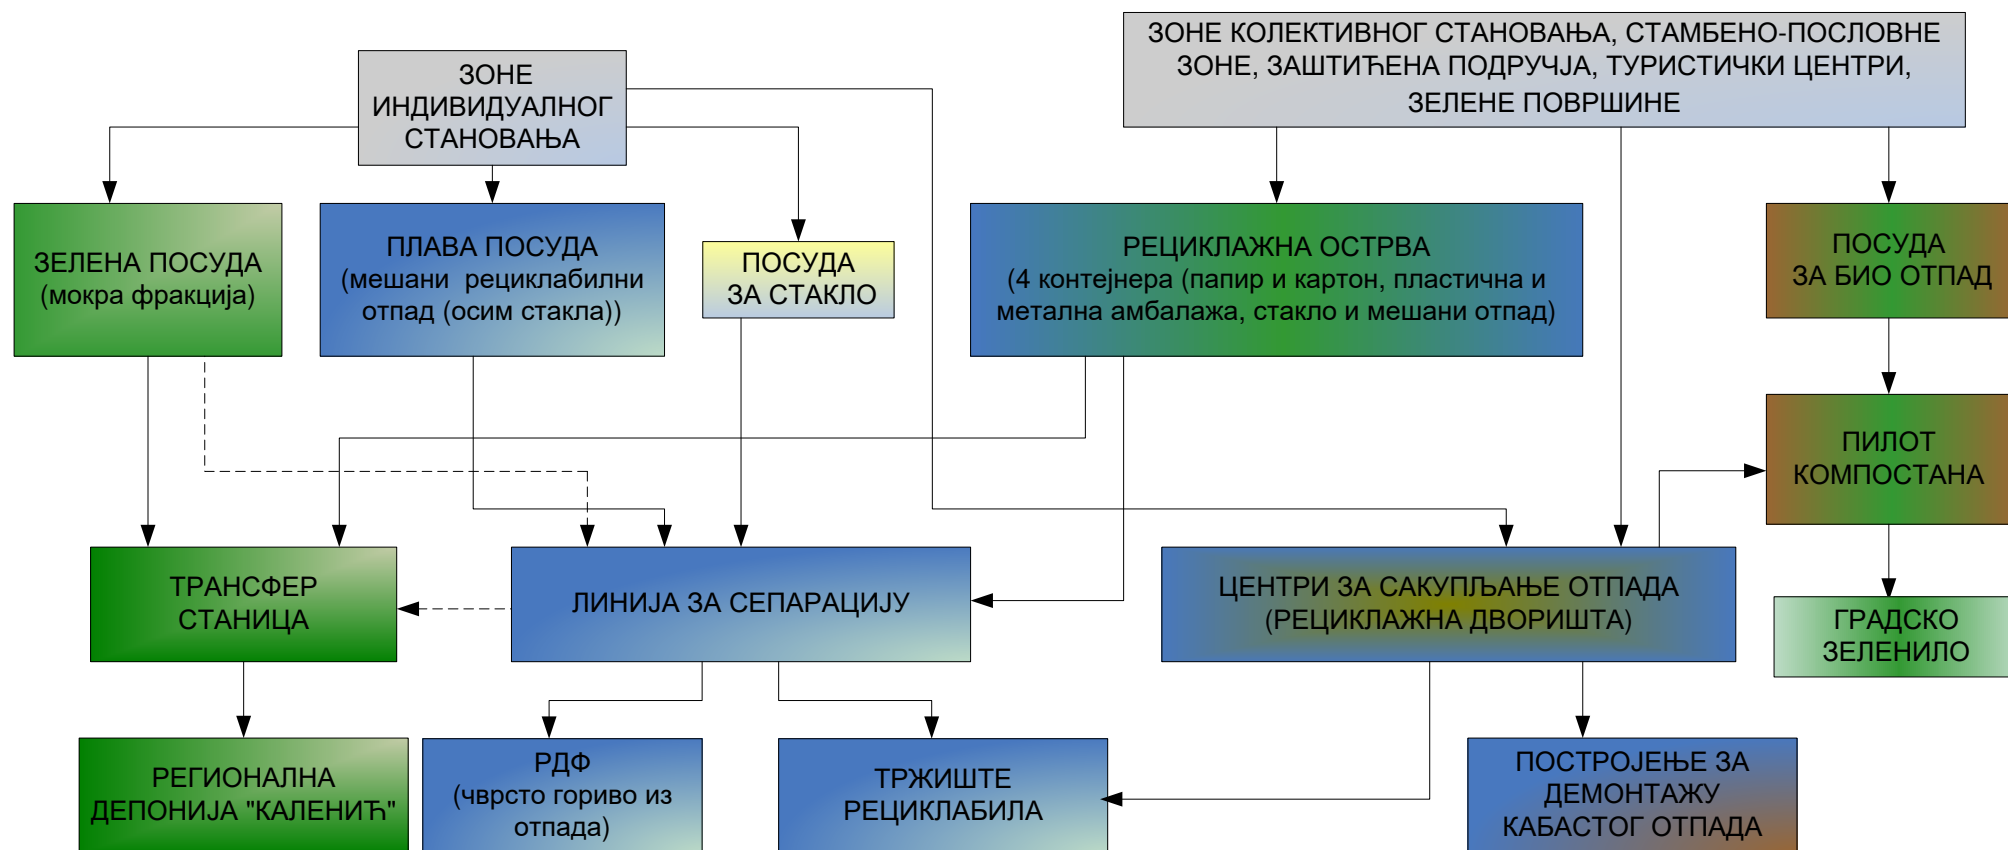 ЗОНЕ
ИНДИВИДУАЛНОГ
СТАНОВАЊА
ЗОНЕ КОЛЕКТИВНОГ СТАНОВАЊА, СТАМБЕНО-ПОСЛОВНЕ
ЗОНЕ, ЗАШТИЋЕНА ПОДРУЧЈА, ТУРИСТИЧКИ ЦЕНТРИ,
ЗЕЛЕНЕ ПОВРШИНЕ
ЗЕЛЕНА ПОСУДА
(мокра фракција)
ПЛАВА ПОСУДА
(мешани рециклабилни
отпад (осим стакла))
ПОСУДА
ЗА СТАКЛО
РЕЦИКЛАЖНА ОСТРВА
(4 контејнера (папир и картон, пластична и
метална амбалажа, стакло и мешани отпад)
ПОСУДА
ЗА БИО ОТПАД
ПИЛОТ
КОМПОСТАНА
ТРАНСФЕР
СТАНИЦА
ЛИНИЈА ЗА СЕПАРАЦИЈУ
ЦЕНТРИ ЗА САКУПЉАЊЕ ОТПАДА
(РЕЦИКЛАЖНА ДВОРИШТА)
ГРАДСКО
ЗЕЛЕНИЛО
РЕГИОНАЛНА
ДЕПОНИЈА "КАЛЕНИЋ"
РДФ
(чврсто гориво из
отпада)
ТРЖИШТЕ
РЕЦИКЛАБИЛА
ПОСТРОЈЕЊЕ ЗА
ДЕМОНТАЖУ
КАБАСТОГ ОТПАДА